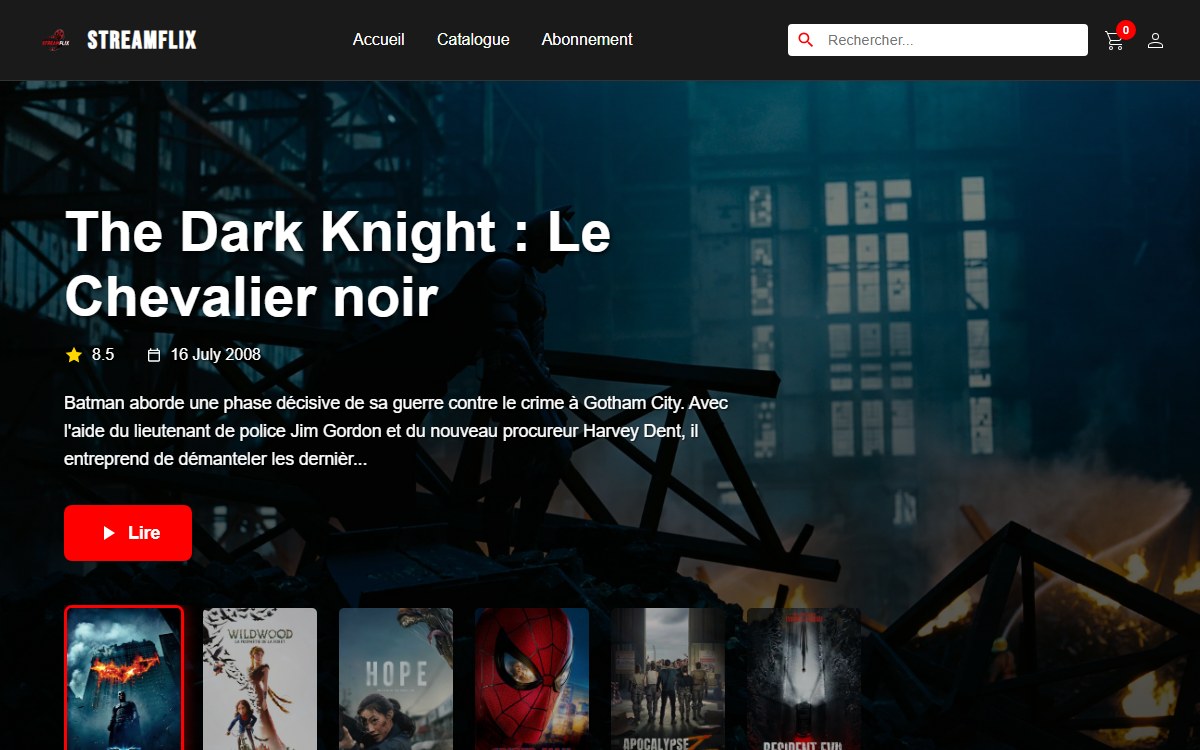 STREAMFLIX
STREAMFLIX
Accueil
Catalogue
Abonnement
Rechercher...
0
The Dark Knight : Le
Chevalier noir
8.5
16 July 2008
Batman aborde une phase décisive de sa guerre contre le crime à Gotham City. Avec
l'aide du lieutenant de police Jim Gordon et du nouveau procureur Harvey Dent, il
entreprend de démanteler les dernièr...
Lire
WILDWOOD
HOPE
APOCALYPSE Z
RESIDENT EVIL